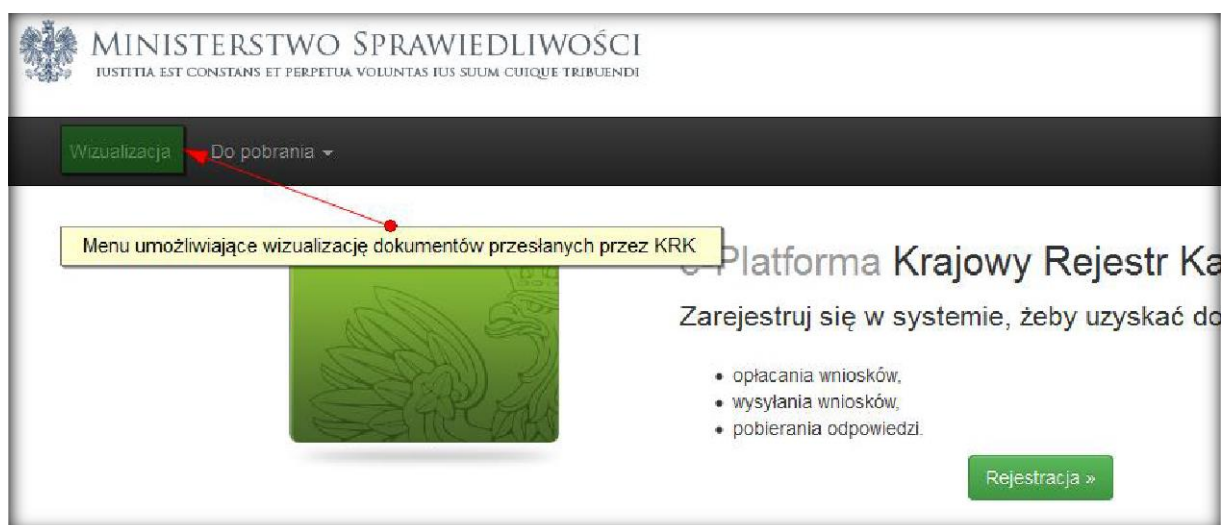 MINISTERSTWO SPRAWIEDLIWOŚCI
IUSTITIA EST CONSTANS ET PERPETUA VOLUNTAS IUS SUUM CUIQUE TRIBUENDI
Wizualizacja Do pobrania
Menu umożliwiające wizualizację dokumentów przesłanych przez KRK
Platforma Krajowy Rejestr Ka
Zarejestruj się w systemie, żeby uzyskać do
• opłacania wniosków,
• wysyłania wniosków,
• pobierania odpowiedzi.
Rejestracja »